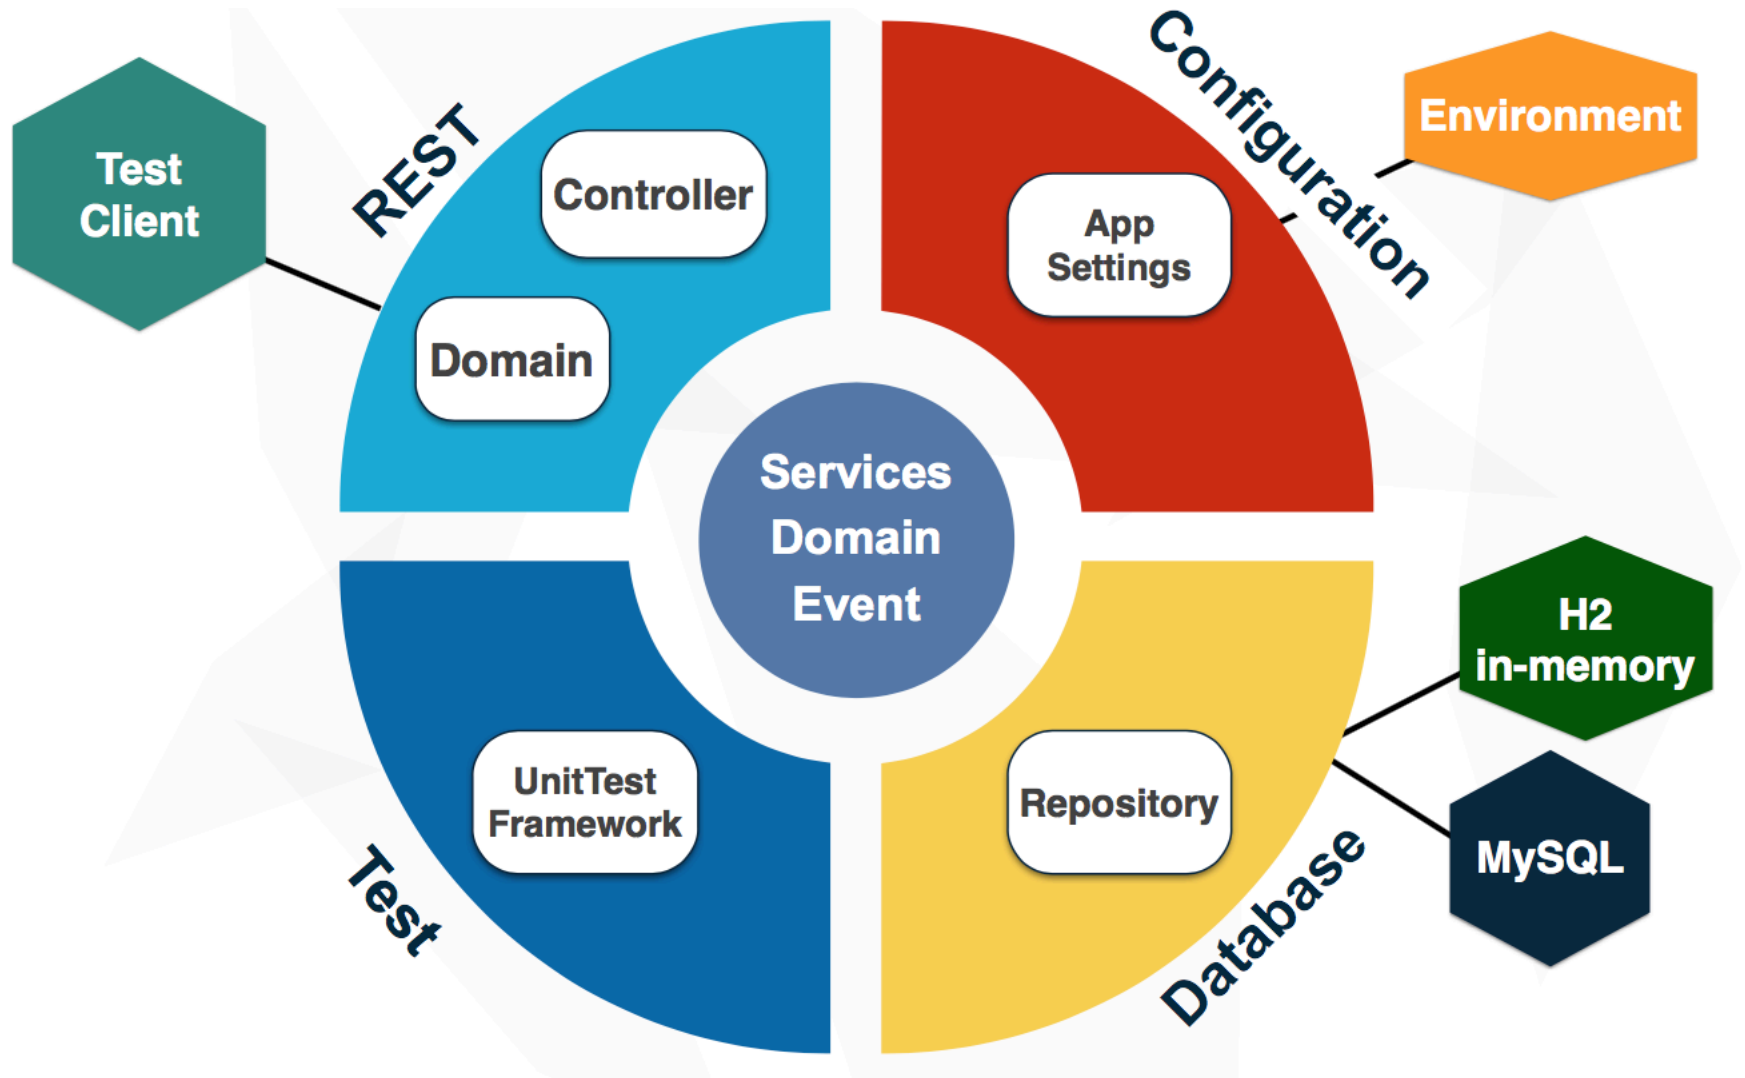 Test
Client
REST
Controller
Domain
Configuration
App
Settings
Environment
Services
Domain
Event
UnitTest
Framework
Test
Repository
Database
H2
in-memory
MySQL